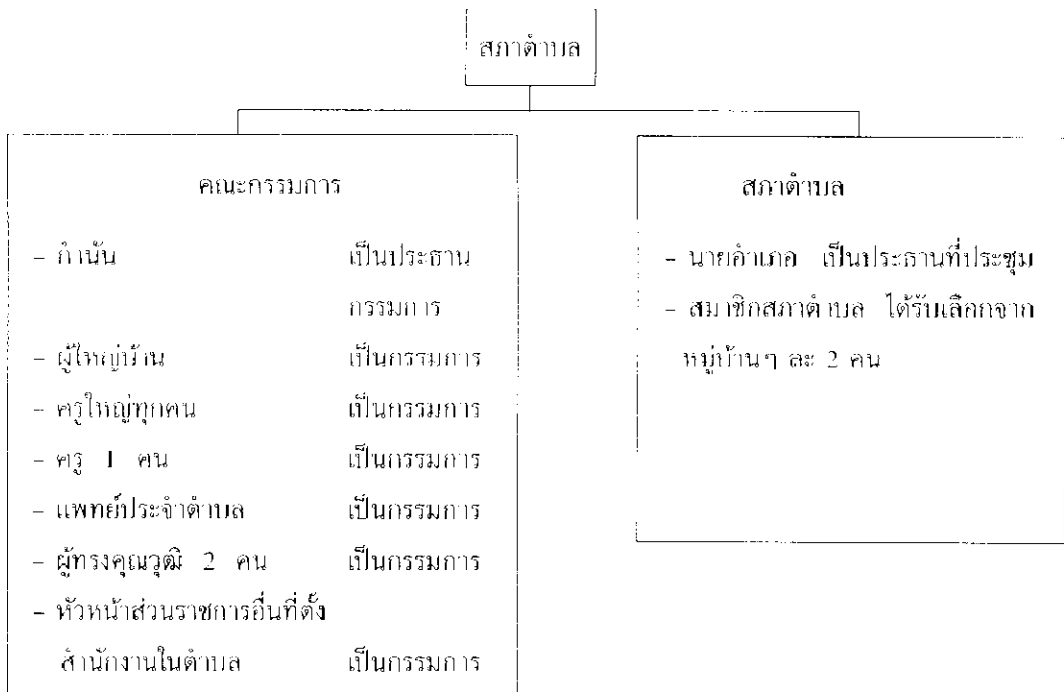 สภาตำบล
คณะกรรมการ
– กำนัน เป็นประธาน
กรรมการ
– ผู้ใหญ่บ้าน เป็นกรรมการ
– ครูใหญ่ทุกคน เป็นกรรมการ
– ครู 1 คน เป็นกรรมการ
– แพทย์ประจำตำบล เป็นกรรมการ
– ผู้ทรงคุณวุฒิ 2 คน เป็นกรรมการ
– หัวหน้าส่วนราชการอื่นที่ตั้ง
สำนักงานในตำบล เป็นกรรมการ
สภาตำบล
– นายอำเภอ เป็นประธานที่ประชุม
– สมาชิกสภาตำบล ได้รับเลือกจาก
หมู่บ้านๆ ละ 2 คน